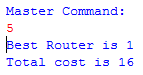 Master Command:
5
Best Router is 1
Total cost is 16